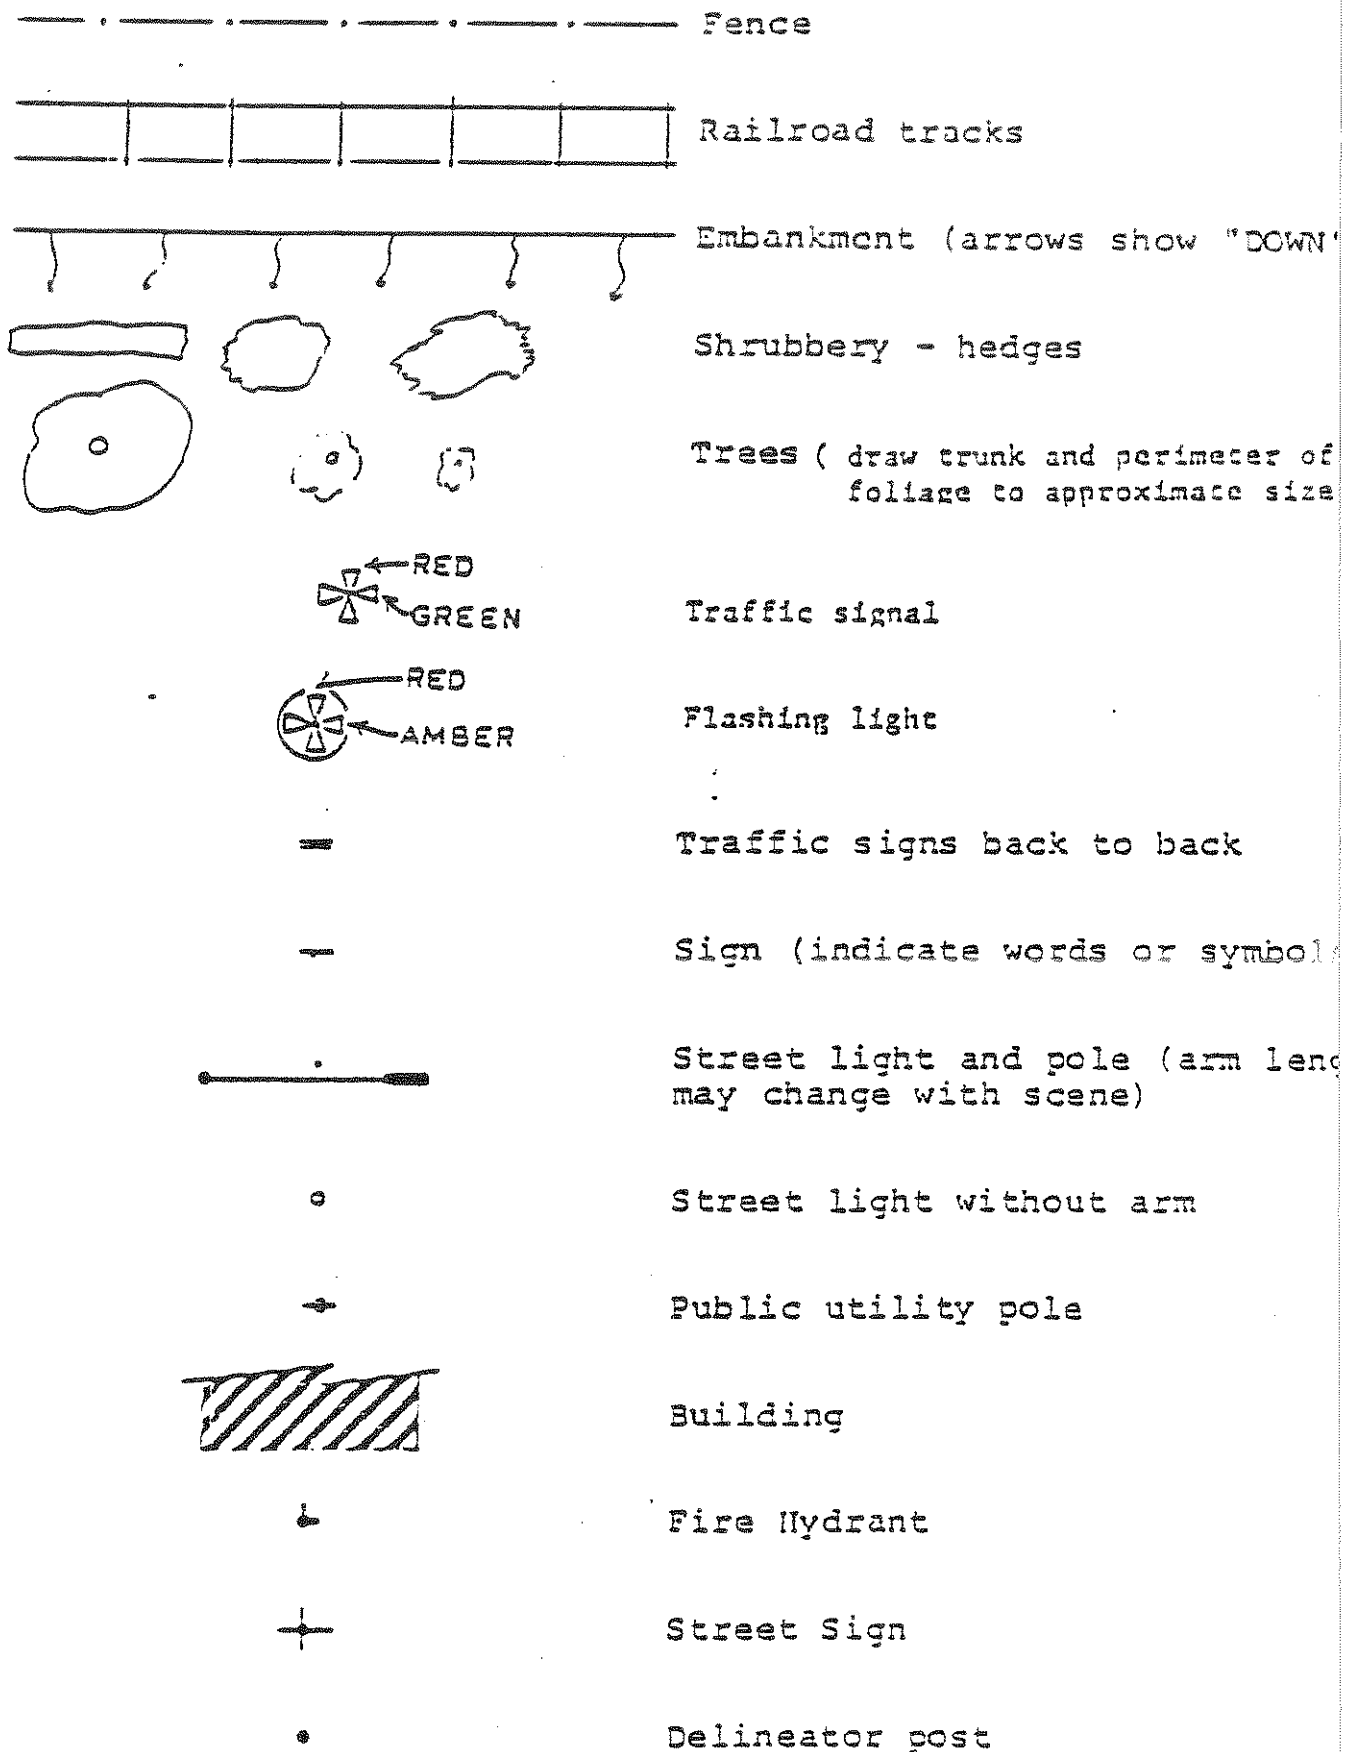 Fence
Railroad tracks
Embankment (arrows show "DOWN"
Shrubbery - hedges
Trees ( draw trunk and perimeter of
foliage to approximate size
RED
GREEN
Traffic signal
RED
AMBER
Flashing light
Traffic signs back to back
Sign (indicate words or symbols
Street light and pole (arm leng
may change with scene)
Street light without arm
Public utility pole
Building
Fire Hydrant
Street Sign
Delineator post